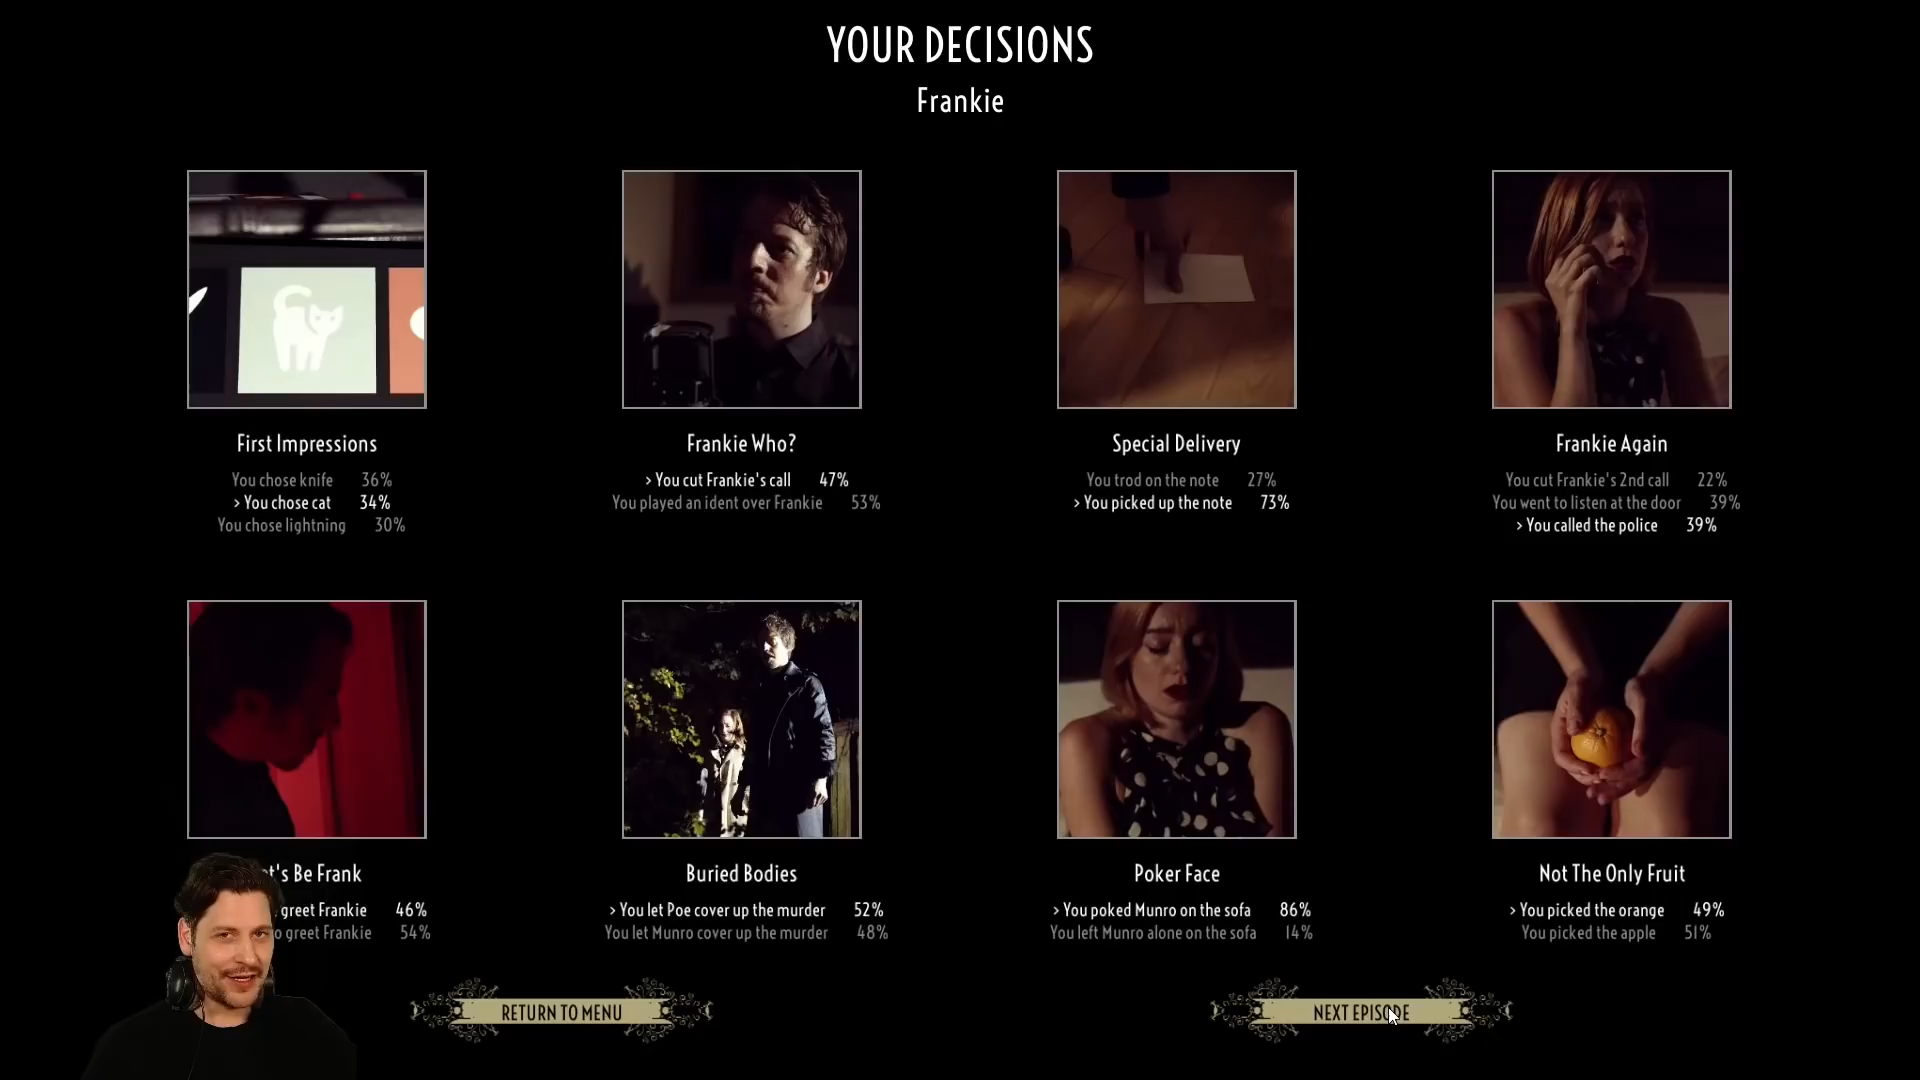 YOUR DECISIONS
Frankie
First Impressions
You chose knife 36%
> You chose cat 34%
You chose lightning 30%
Frankie Who?
> You cut Frankie's call 47%
You played an ident over Frankie 53%
Special Delivery
You trod on the note 27%
> You picked up the note 73%
Frankie Again
You cut Frankie's 2nd call 22%
You went to listen at the door 39%
> You called the police 39%
Be Frank
greet Frankie 46%
greet Frankie 54%
Buried Bodies
> You let Poe cover up the murder 52%
You let Munro cover up the murder 48%
Poker Face
> You poked Munro on the sofa 86%
You left Munro alone on the sofa 14%
Not The Only Fruit
> You picked the orange 49%
You picked the apple 51%
RETURN TO MENU
NEXT EPISODE